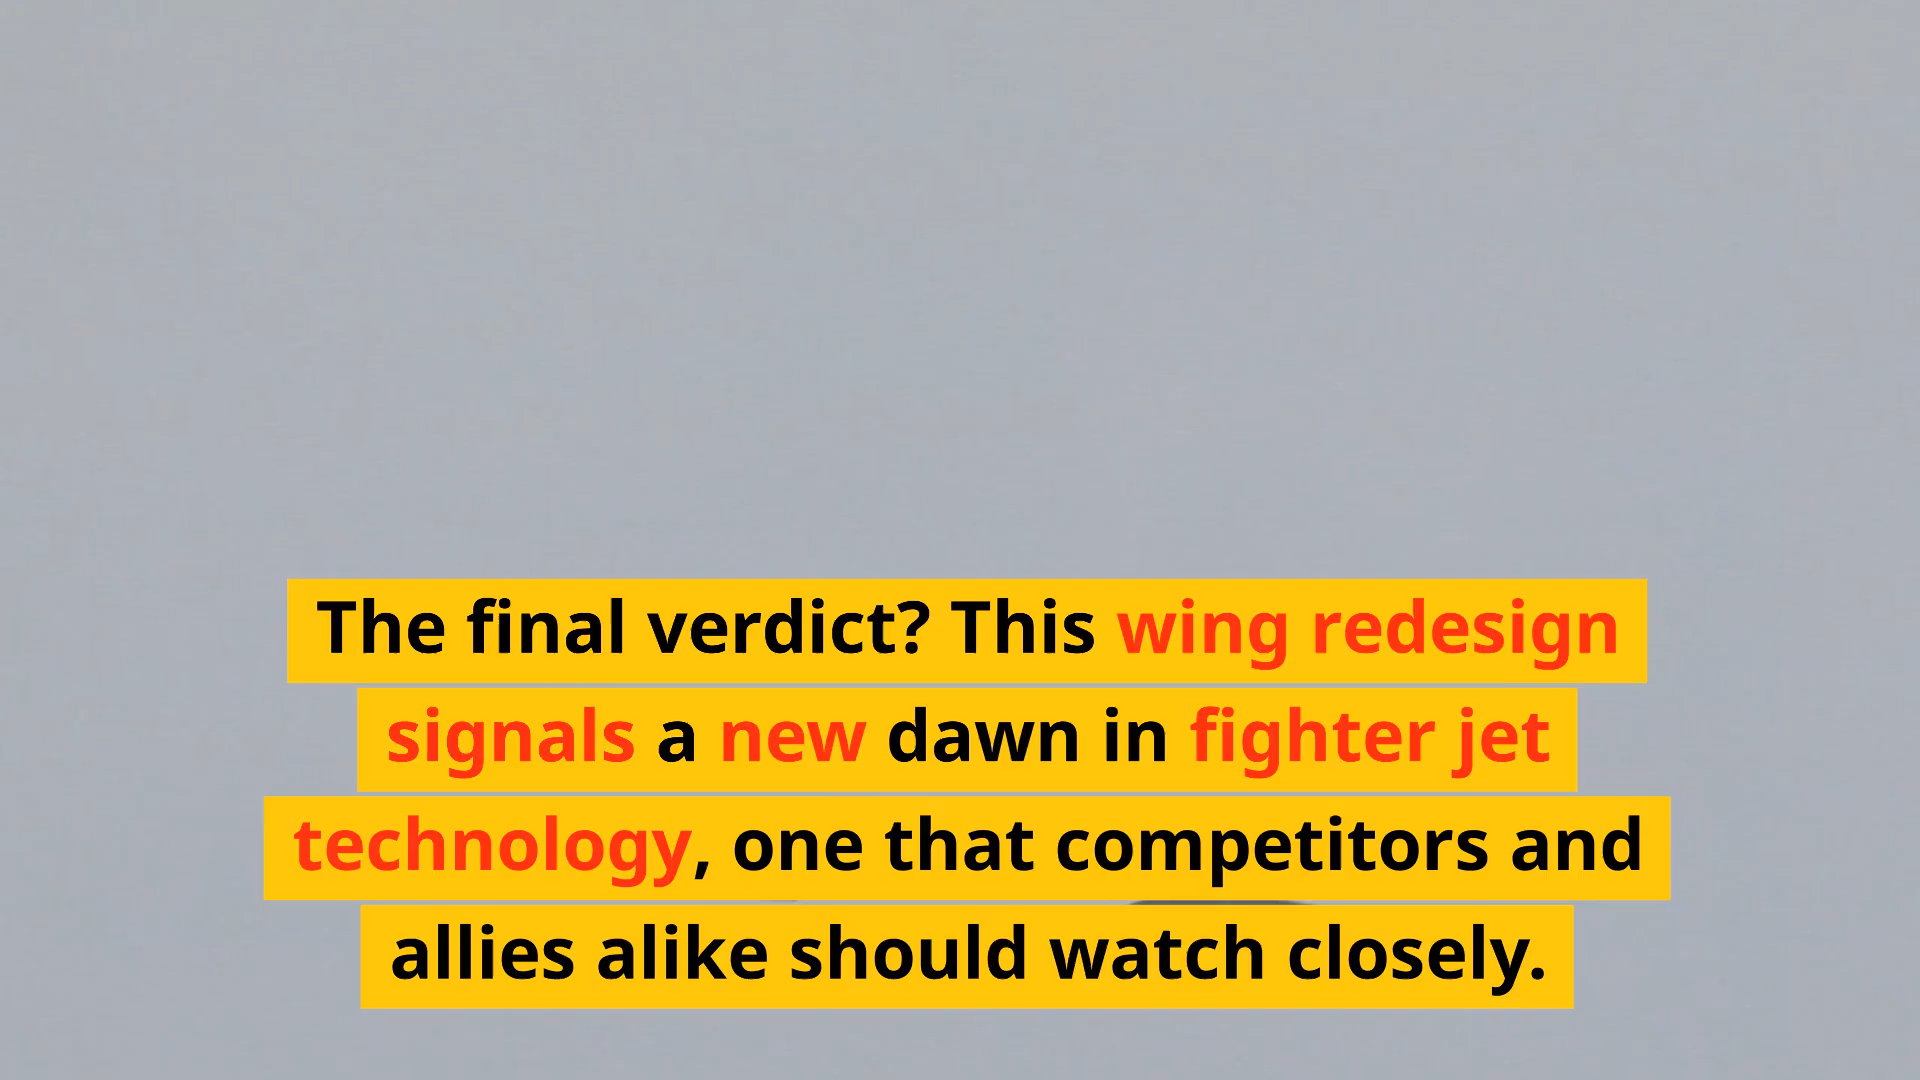 The final verdict? This wing redesign
signals a new dawn in fighter jet
technology, one that competitors and
allies alike should watch closely.